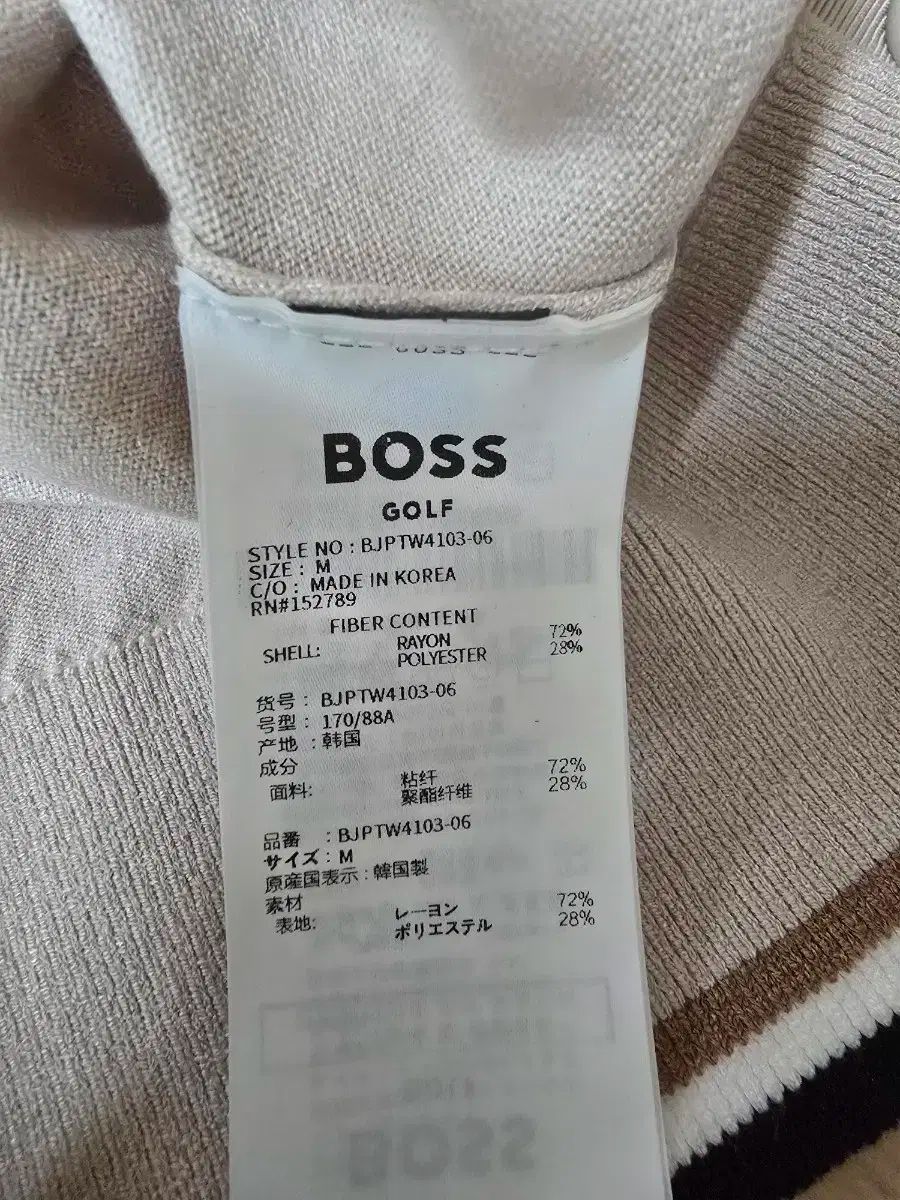 BOSS
GOLF
STYLE NO : BJPTW4103-06
SIZE : M
C/O : MADE IN KOREA
RN#152789
FIBER CONTENT
SHELL: RAYON 72%
POLYESTER 28%
货号 : BJPTW4103-06
号型 : 170/88A
产地 : 韩国
成分
面料: 粘纤 72%
聚酯纤维 28%
品番 : BJPTW4103-06
サイズ : M
原産国表示 : 韓国製
素材
表地: レーヨン 72%
ポリエステル 28%